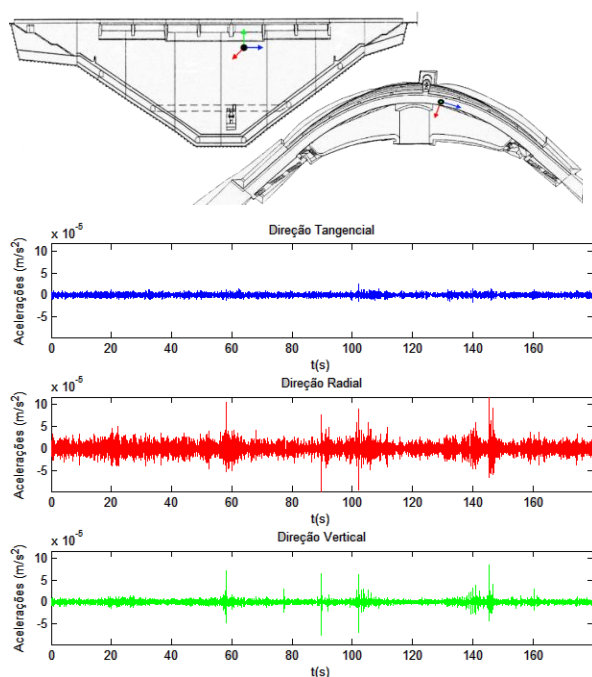 Direção Tangencial
x 10⁻⁵
Acelerações (m/s²)
10
5
0
-5
0 20 40 60 80 100 120 140 160
t(s)
Direção Radial
x 10⁻⁵
Acelerações (m/s²)
10
5
0
-5
0 20 40 60 80 100 120 140 160
t(s)
Direção Vertical
x 10⁻⁵
Acelerações (m/s²)
10
5
0
-5
0 20 40 60 80 100 120 140 160
t(s)